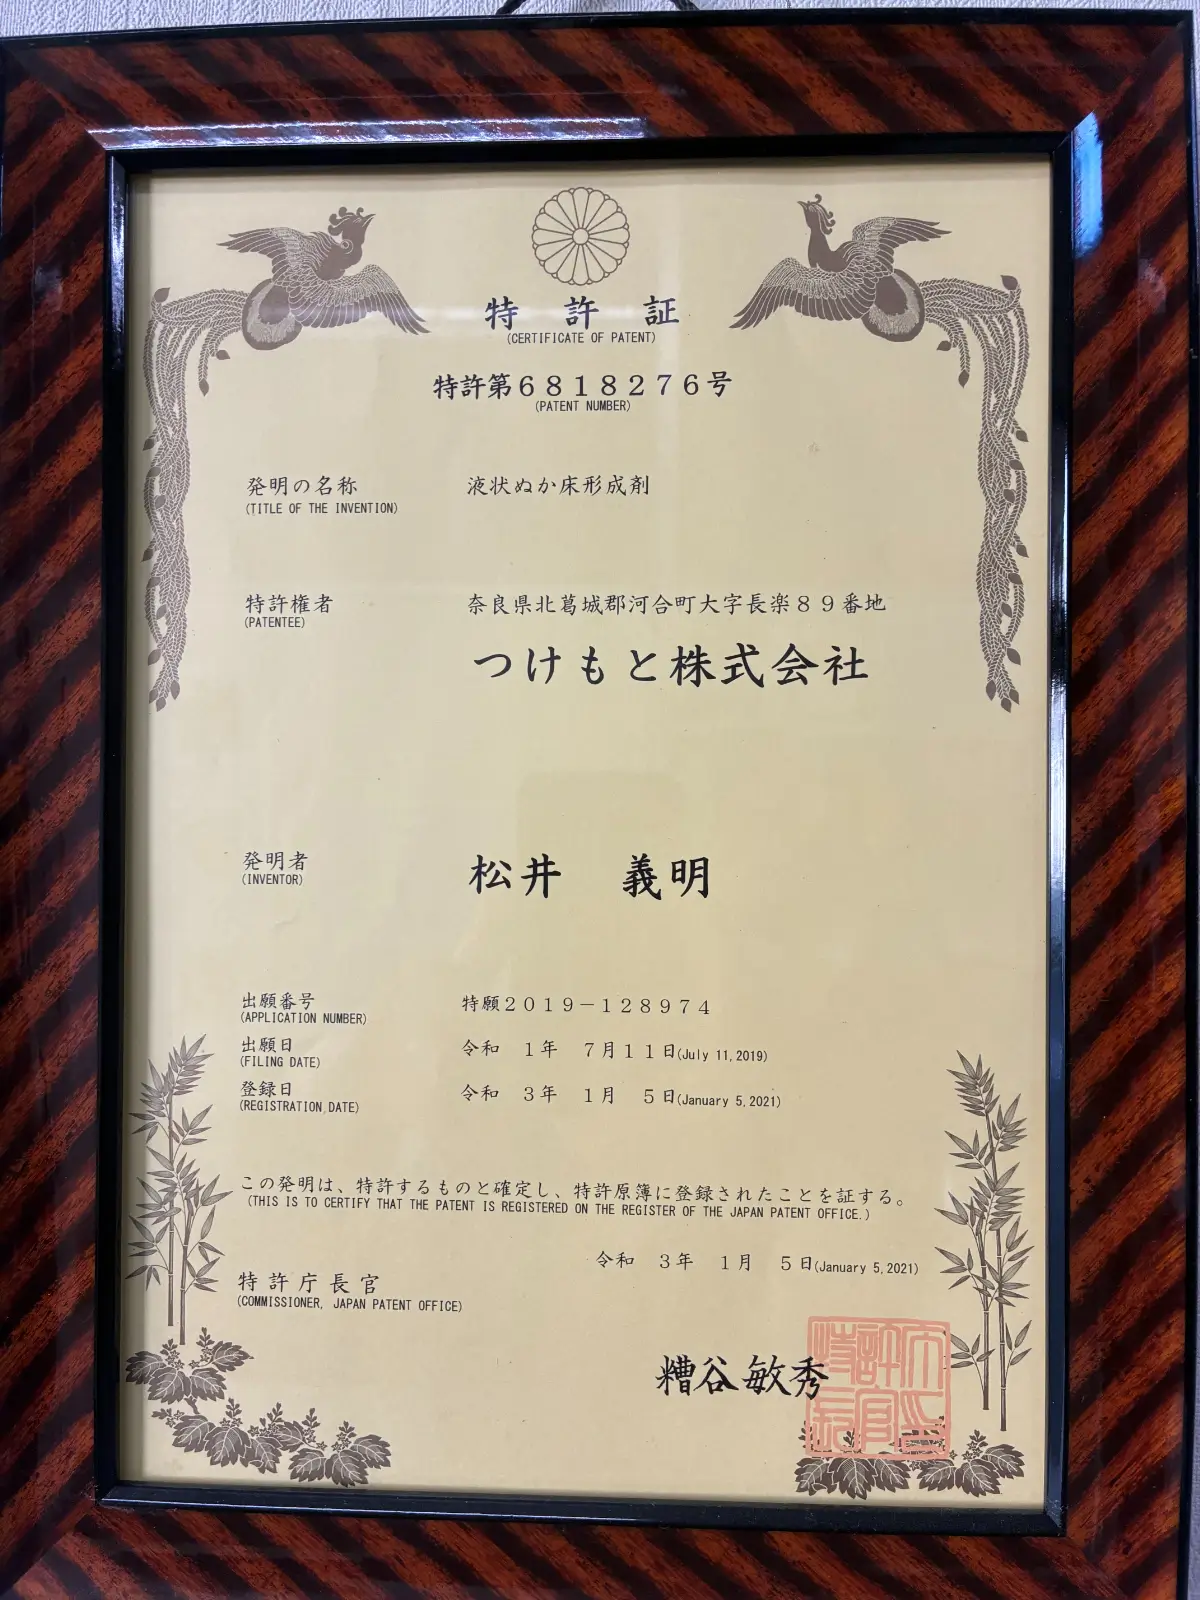 特許証
(CERTIFICATE OF PATENT)
特許第6818276号
(PATENT NUMBER)
発明の名称 液状ぬか床形成剤
(TITLE OF THE INVENTION)
特許権者 奈良県北葛城郡河合町大字長楽89番地
(PATENTEE)
つけもと株式会社
発明者 松井 義明
(INVENTOR)
出願番号 特願2019-128974
(APPLICATION NUMBER)
出願日 令和 1年 7月11日(July 11,2019)
(FILING DATE)
登録日 令和 3年 1月 5日(January 5,2021)
(REGISTRATION DATE)
この発明は、特許するものと確定し、特許原簿に登録されたことを証する。
(THIS IS TO CERTIFY THAT THE PATENT IS REGISTERED ON THE REGISTER OF THE JAPAN PATENT OFFICE.)
令和 3年 1月 5日(January 5,2021)
特許庁長官
(COMMISSIONER, JAPAN PATENT OFFICE)
糟谷敏秀